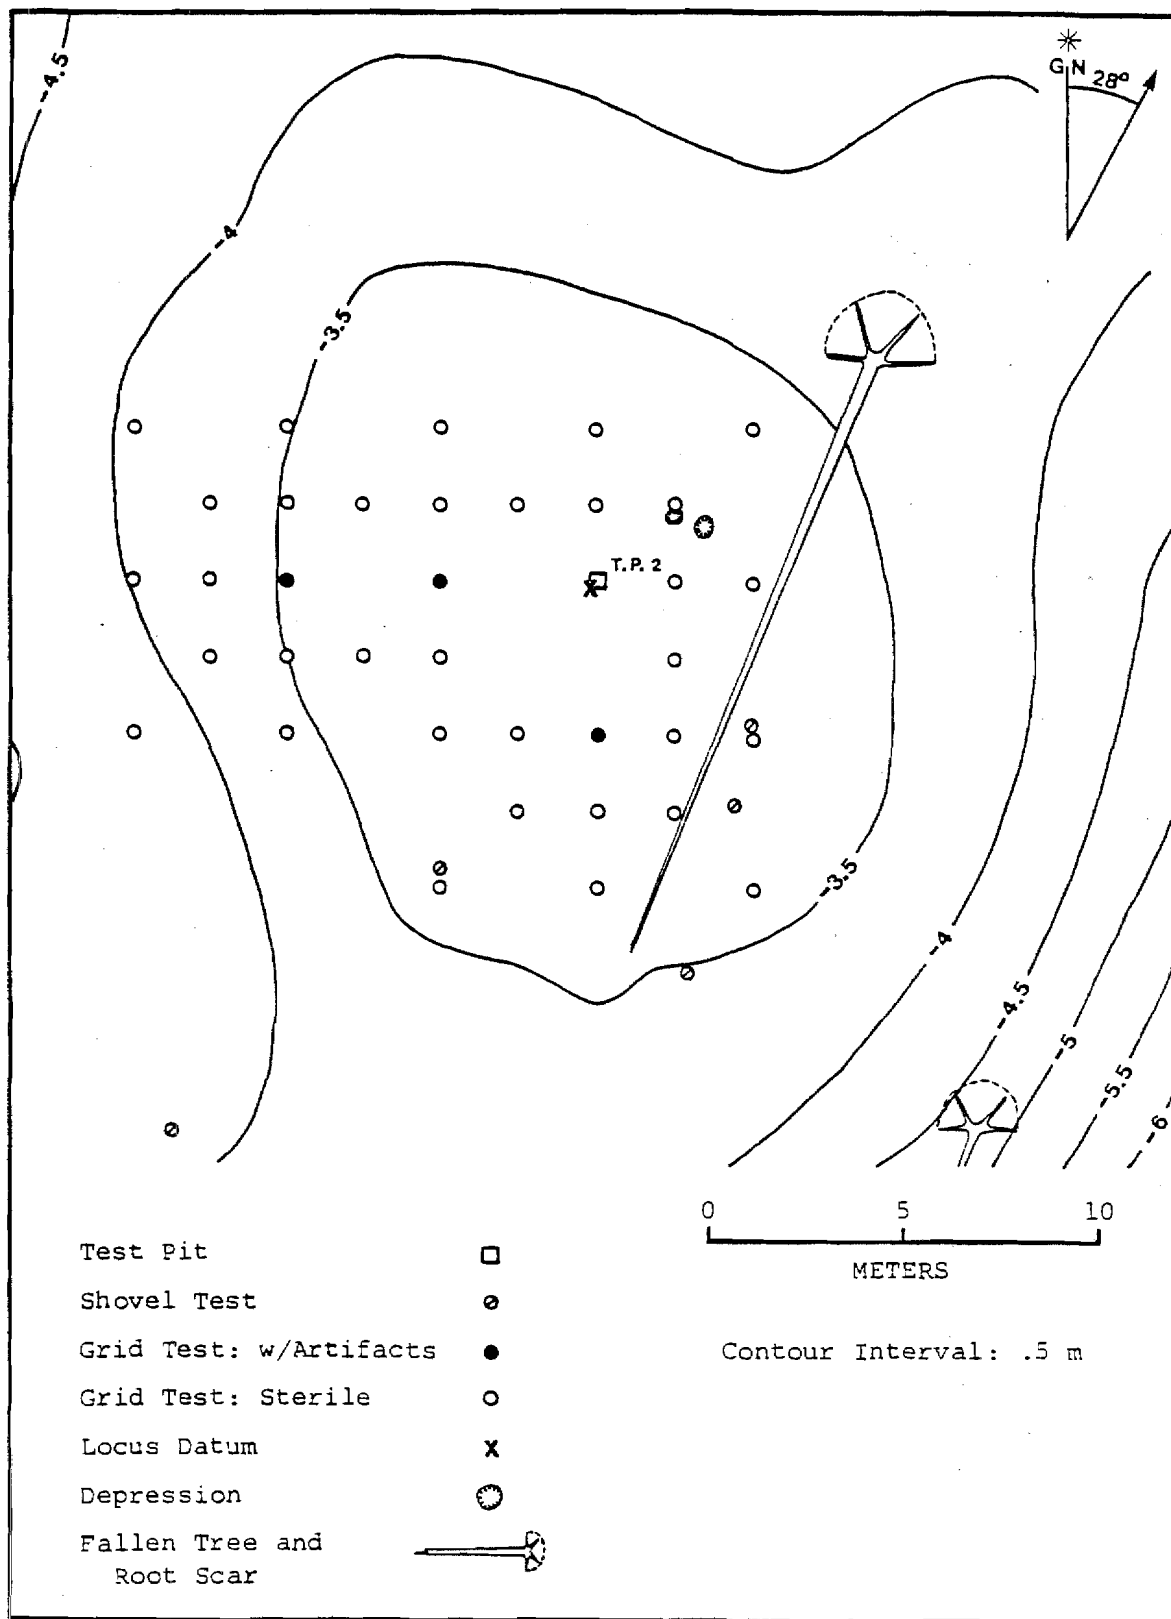 -4.5
GN 28°
-4
-3.5
T.P. 2
-3.5
-4
-4.5
-5
-5.5
-6
0 5 10
METERS
Test Pit
Shovel Test
Grid Test: w/Artifacts
Contour Interval: .5 m
Grid Test: Sterile
Locus Datum
x
Depression
Fallen Tree and
Root Scar